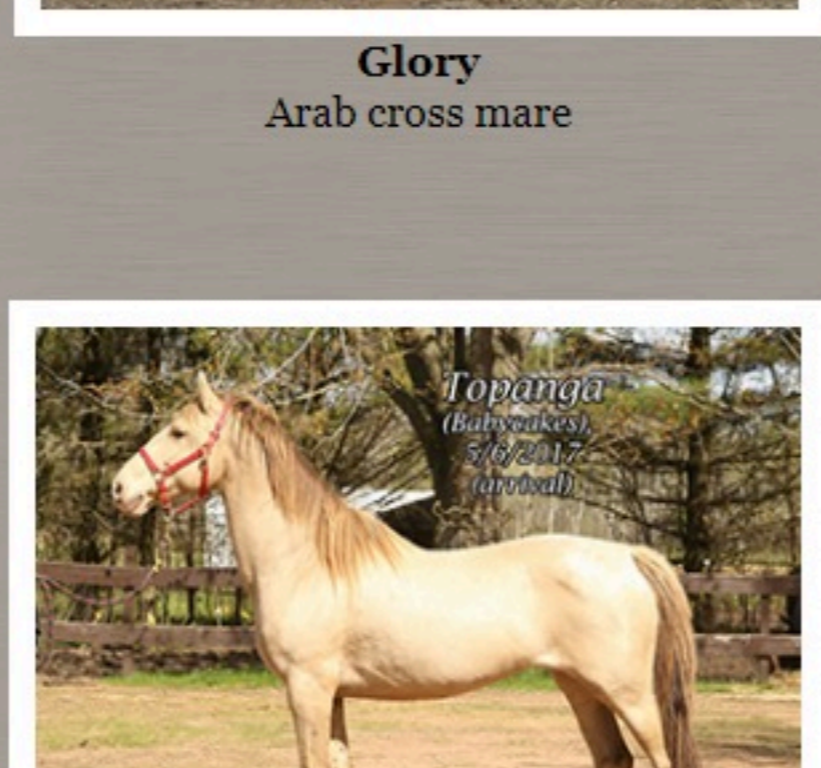 Glory
Arab cross mare
Topanga
(Babycakes),
5/6/2017
(arrival)